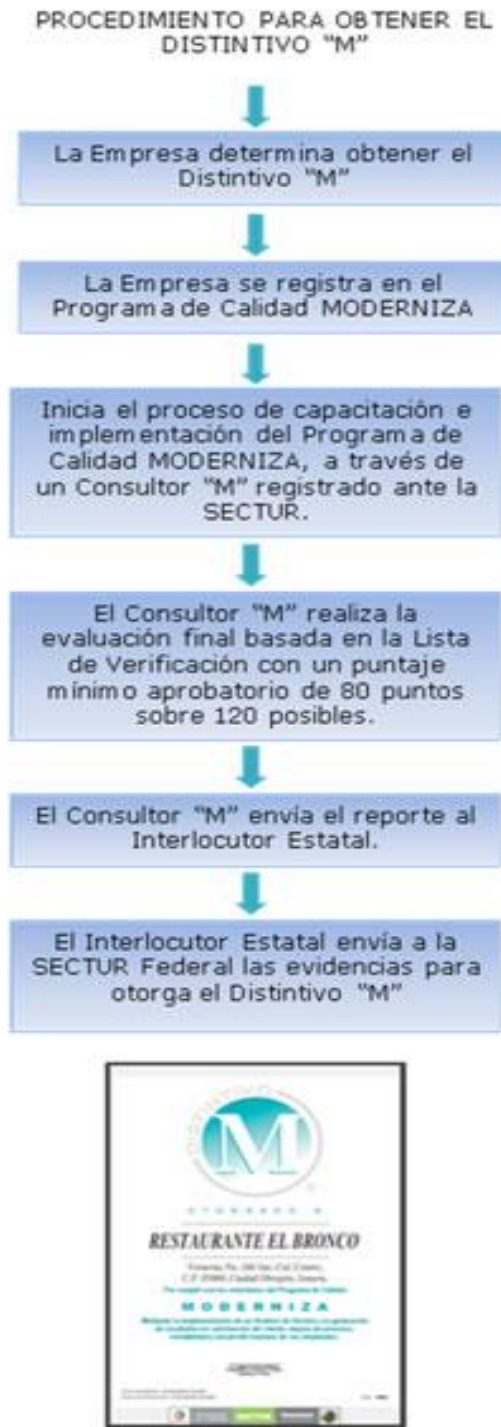 PROCEDIMIENTO PARA OBTENER EL
DISTINTIVO “M”
La Empresa determina obtener el
Distintivo “M”
La Empresa se registra en el
Programa de Calidad MODERNIZA
Inicia el proceso de capacitación e
implementación del Programa de
Calidad MODERNIZA, a través de
un Consultor “M” registrado ante la
SECTUR.
El Consultor “M” realiza la
evaluación final basada en la Lista
de Verificación con un puntaje
mínimo aprobatorio de 80 puntos
sobre 120 posibles.
El Consultor “M” envía el reporte al
Interlocutor Estatal.
El Interlocutor Estatal envía a la
SECTUR Federal las evidencias para
otorga el Distintivo “M”
DISTINTIVO
M
OTORGADO A
RESTAURANTE EL BRONCO
MODERNIZA